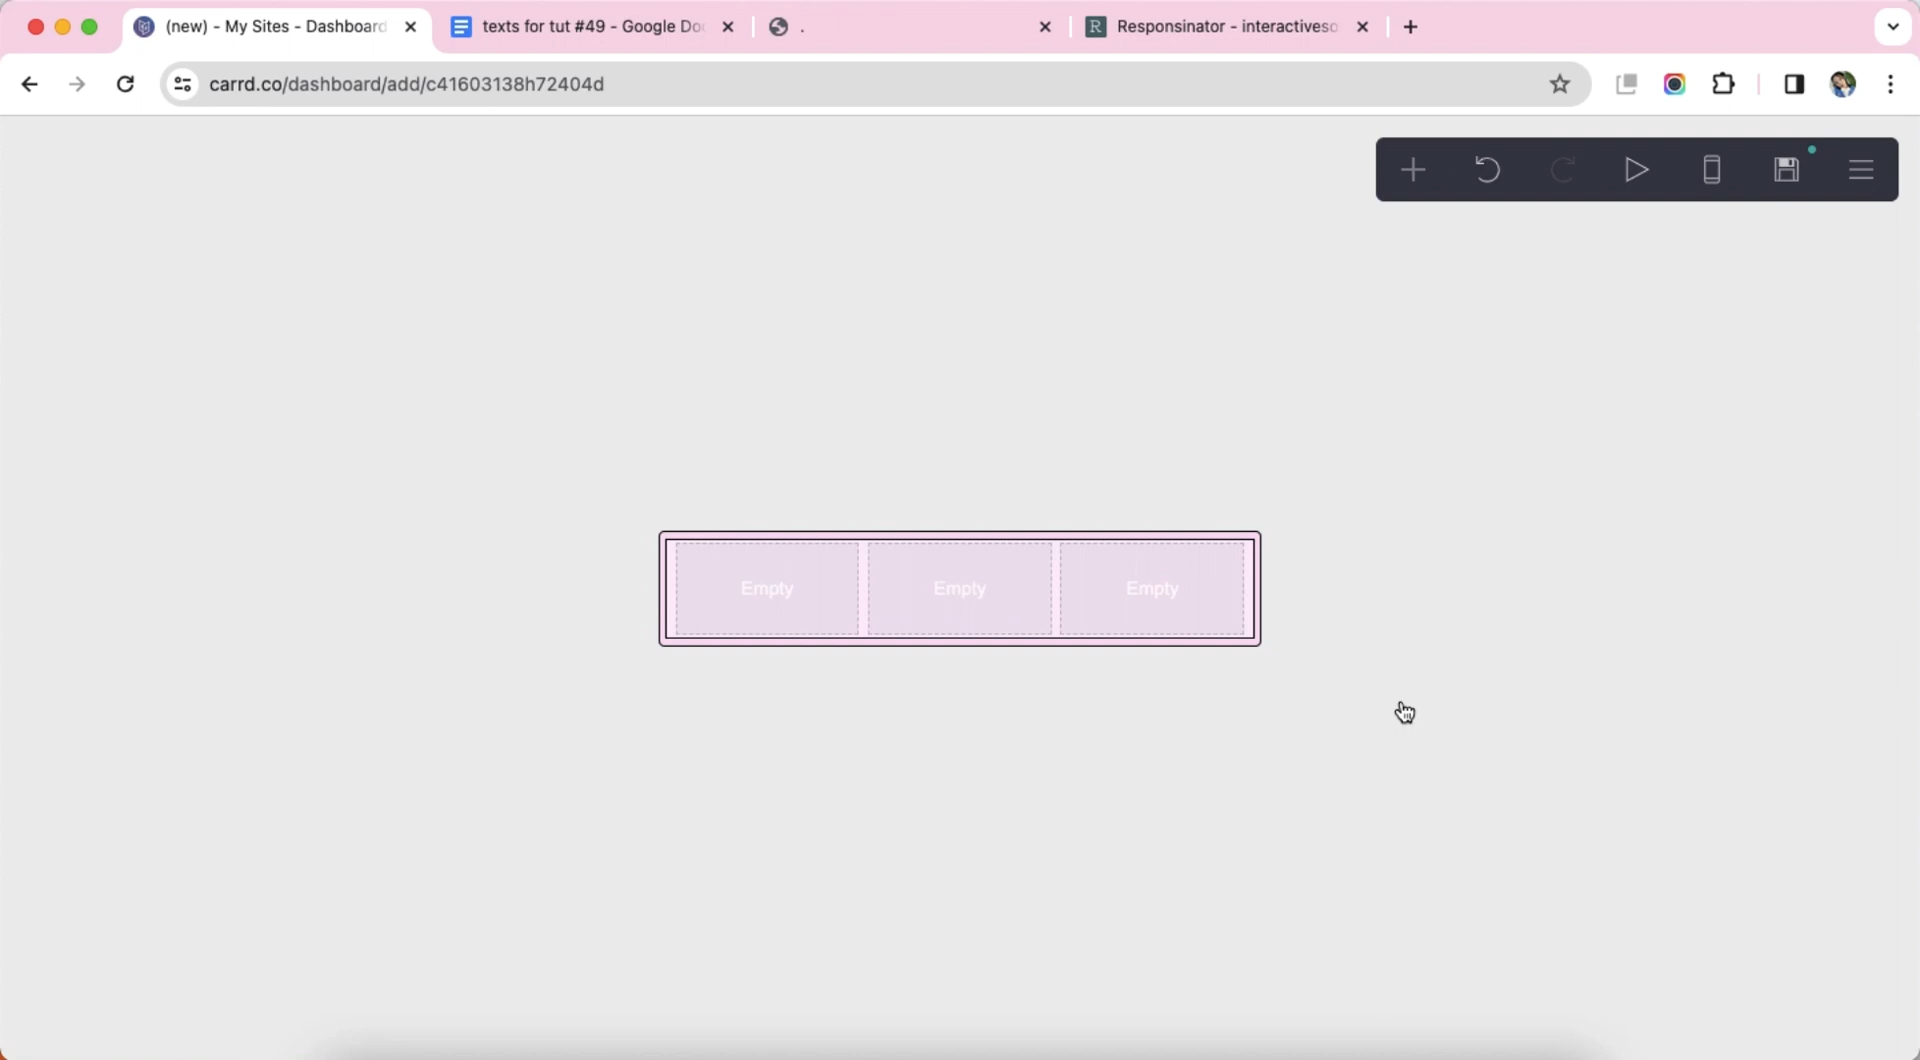 (new) - My Sites - Dashboard
texts for tut #49 - Google Do
.
R Responsinator - interactiveso
carrd.co/dashboard/add/c41603138h72404d
Empty Empty Empty